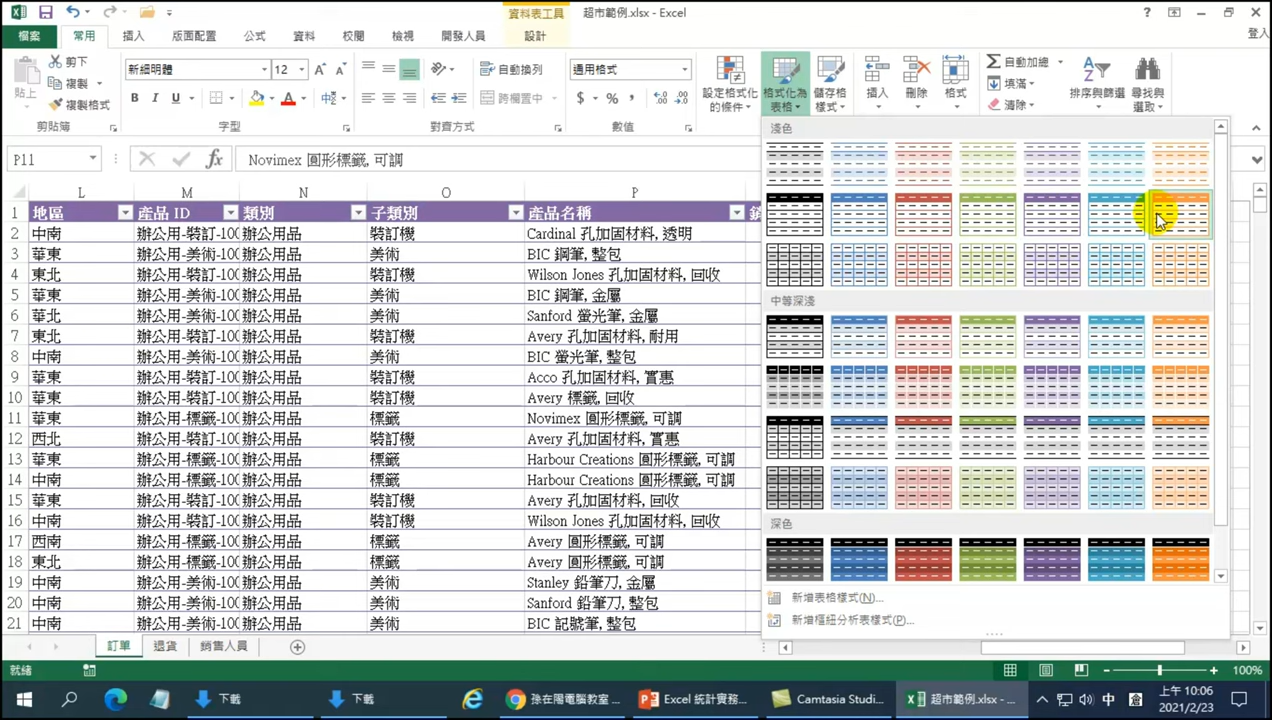 資料表工具
超市範例.xlsx - Excel
檔案
常用
插入
版面配置
公式
資料
校閱
檢視
開發人員
設計
登入
貼上
剪下
複製
複製格式
剪貼簿
新細明體
12
B I U
字型
自動換列
跨欄置中
對齊方式
通用格式
$ % ,
數值
設定格式化的條件
格式化為表格
儲存格樣式
插入
刪除
格式
自動加總
填滿
清除
排序與篩選
尋找與選取
P11
fx
Novimex 圓形標籤, 可調
L M N O P
1 地區 產品 ID 類別 子類別 產品名稱
2 中南 辦公用-裝訂-100 辦公用品 裝訂機 Cardinal 孔加固材料, 透明
3 華東 辦公用-美術-100 辦公用品 美術 BIC 鋼筆, 整包
4 東北 辦公用-裝訂-100 辦公用品 裝訂機 Wilson Jones 孔加固材料, 回收
5 華東 辦公用-美術-100 辦公用品 美術 BIC 鋼筆, 金屬
6 華北 辦公用-美術-100 辦公用品 美術 Sanford 螢光筆, 金屬
7 東北 辦公用-裝訂-100 辦公用品 裝訂機 Avery 孔加固材料, 耐用
8 中南 辦公用-美術-100 辦公用品 美術 BIC 螢光筆, 整包
9 華東 辦公用-裝訂-100 辦公用品 裝訂機 Acco 孔加固材料, 實惠
10 華東 辦公用-裝訂-100 辦公用品 裝訂機 Avery 標籤, 回收
11 華東 辦公用-標籤-100 辦公用品 標籤 Novimex 圓形標籤, 可調
12 西北 辦公用-裝訂-100 辦公用品 裝訂機 Avery 孔加固材料, 實惠
13 華東 辦公用-標籤-100 辦公用品 標籤 Harbour Creations 圓形標籤, 可調
14 中南 辦公用-標籤-100 辦公用品 標籤 Harbour Creations 圓形標籤, 可調
15 華東 辦公用-裝訂-100 辦公用品 裝訂機 Avery 孔加固材料, 回收
16 中南 辦公用-裝訂-100 辦公用品 裝訂機 Wilson Jones 孔加固材料, 回收
17 西南 辦公用-標籤-100 辦公用品 標籤 Avery 圓形標籤, 可調
18 東北 辦公用-標籤-100 辦公用品 標籤 Avery 圓形標籤, 可調
19 中南 辦公用-美術-100 辦公用品 美術 Stanley 鉛筆刀, 金屬
20 中南 辦公用-美術-100 辦公用品 美術 Sanford 鉛筆刀, 整包
21 中南 辦公用-美術-100 辦公用品 美術 BIC 記號筆, 整包
淺色
中等深淺
深色
新增表格樣式(N)...
新增樞紐分析表樣式(P)...
訂單
退貨
銷售人員
就緒
100%
下載
下載
孫在陽電腦教室 ...
Excel 統計實務...
Camtasia Studi...
超市範例.xlsx - ...
中
上午 10:06
2021/2/23